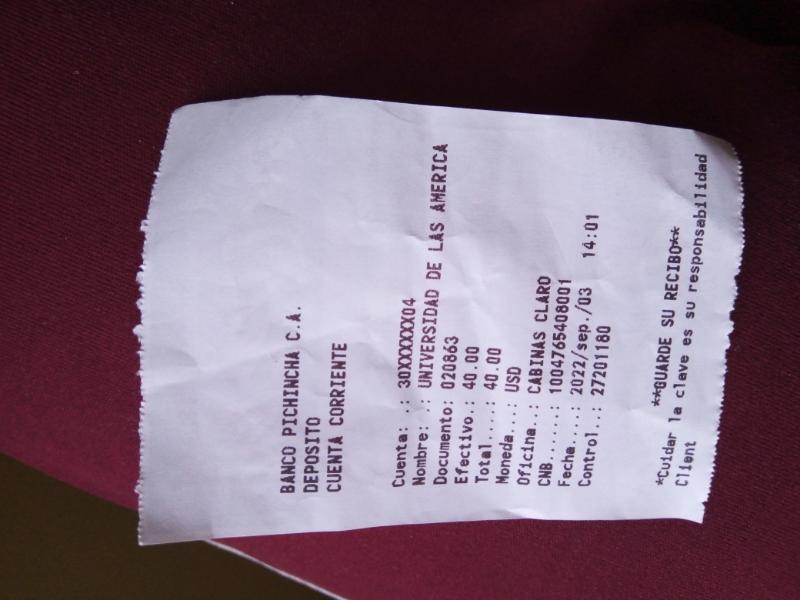 BANCO PICHINCHA C.A.
DEPOSITO
CUENTA CORRIENTE
Cuenta: .: 30XXXXXX04
Nombre: .: UNIVERSIDAD DE LAS AMERICA
Documento: 020863
Efectivo.: 40.00
Total....: 40.00
Moneda...: USD
Oficina..: CABINAS CLARO
CNB......: 1004765408001
Fecha....: 2022/sep./03 14:01
Control..: 27201180
**GUARDE SU RECIBO**
*Cuidar la clave es su responsabilidad
Client